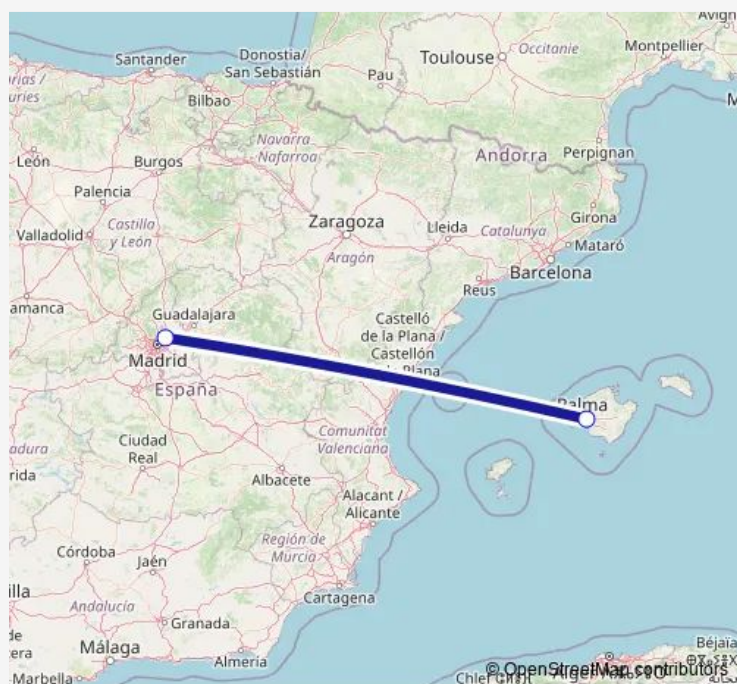 Avign
Santander
Donostia/
San Sebastián
Toulouse
Occitanie
Montpellier
Bilbao
Pau
León
Burgos
Navarra
Nafarroa
Andorra
Perpignan
Palencia
Castilla
y León
Valladolid
Zaragoza
Lleida
Catalunya
Girona
Mataró
Aragón
Barcelona
Reus
amanca
Guadalajara
Castelló
de la Plana /
Castellón
la Plana
Madrid
España
Palma
Ciudad
Real
Comunitat
Valenciana
Albacete
Alacant /
Alicante
Región de
Murcia
Córdoba
Jaén
Cartagena
Andalucía
Granada
Málaga
Almería
Marbella
Béjaïa
© OpenStreetMap contributors